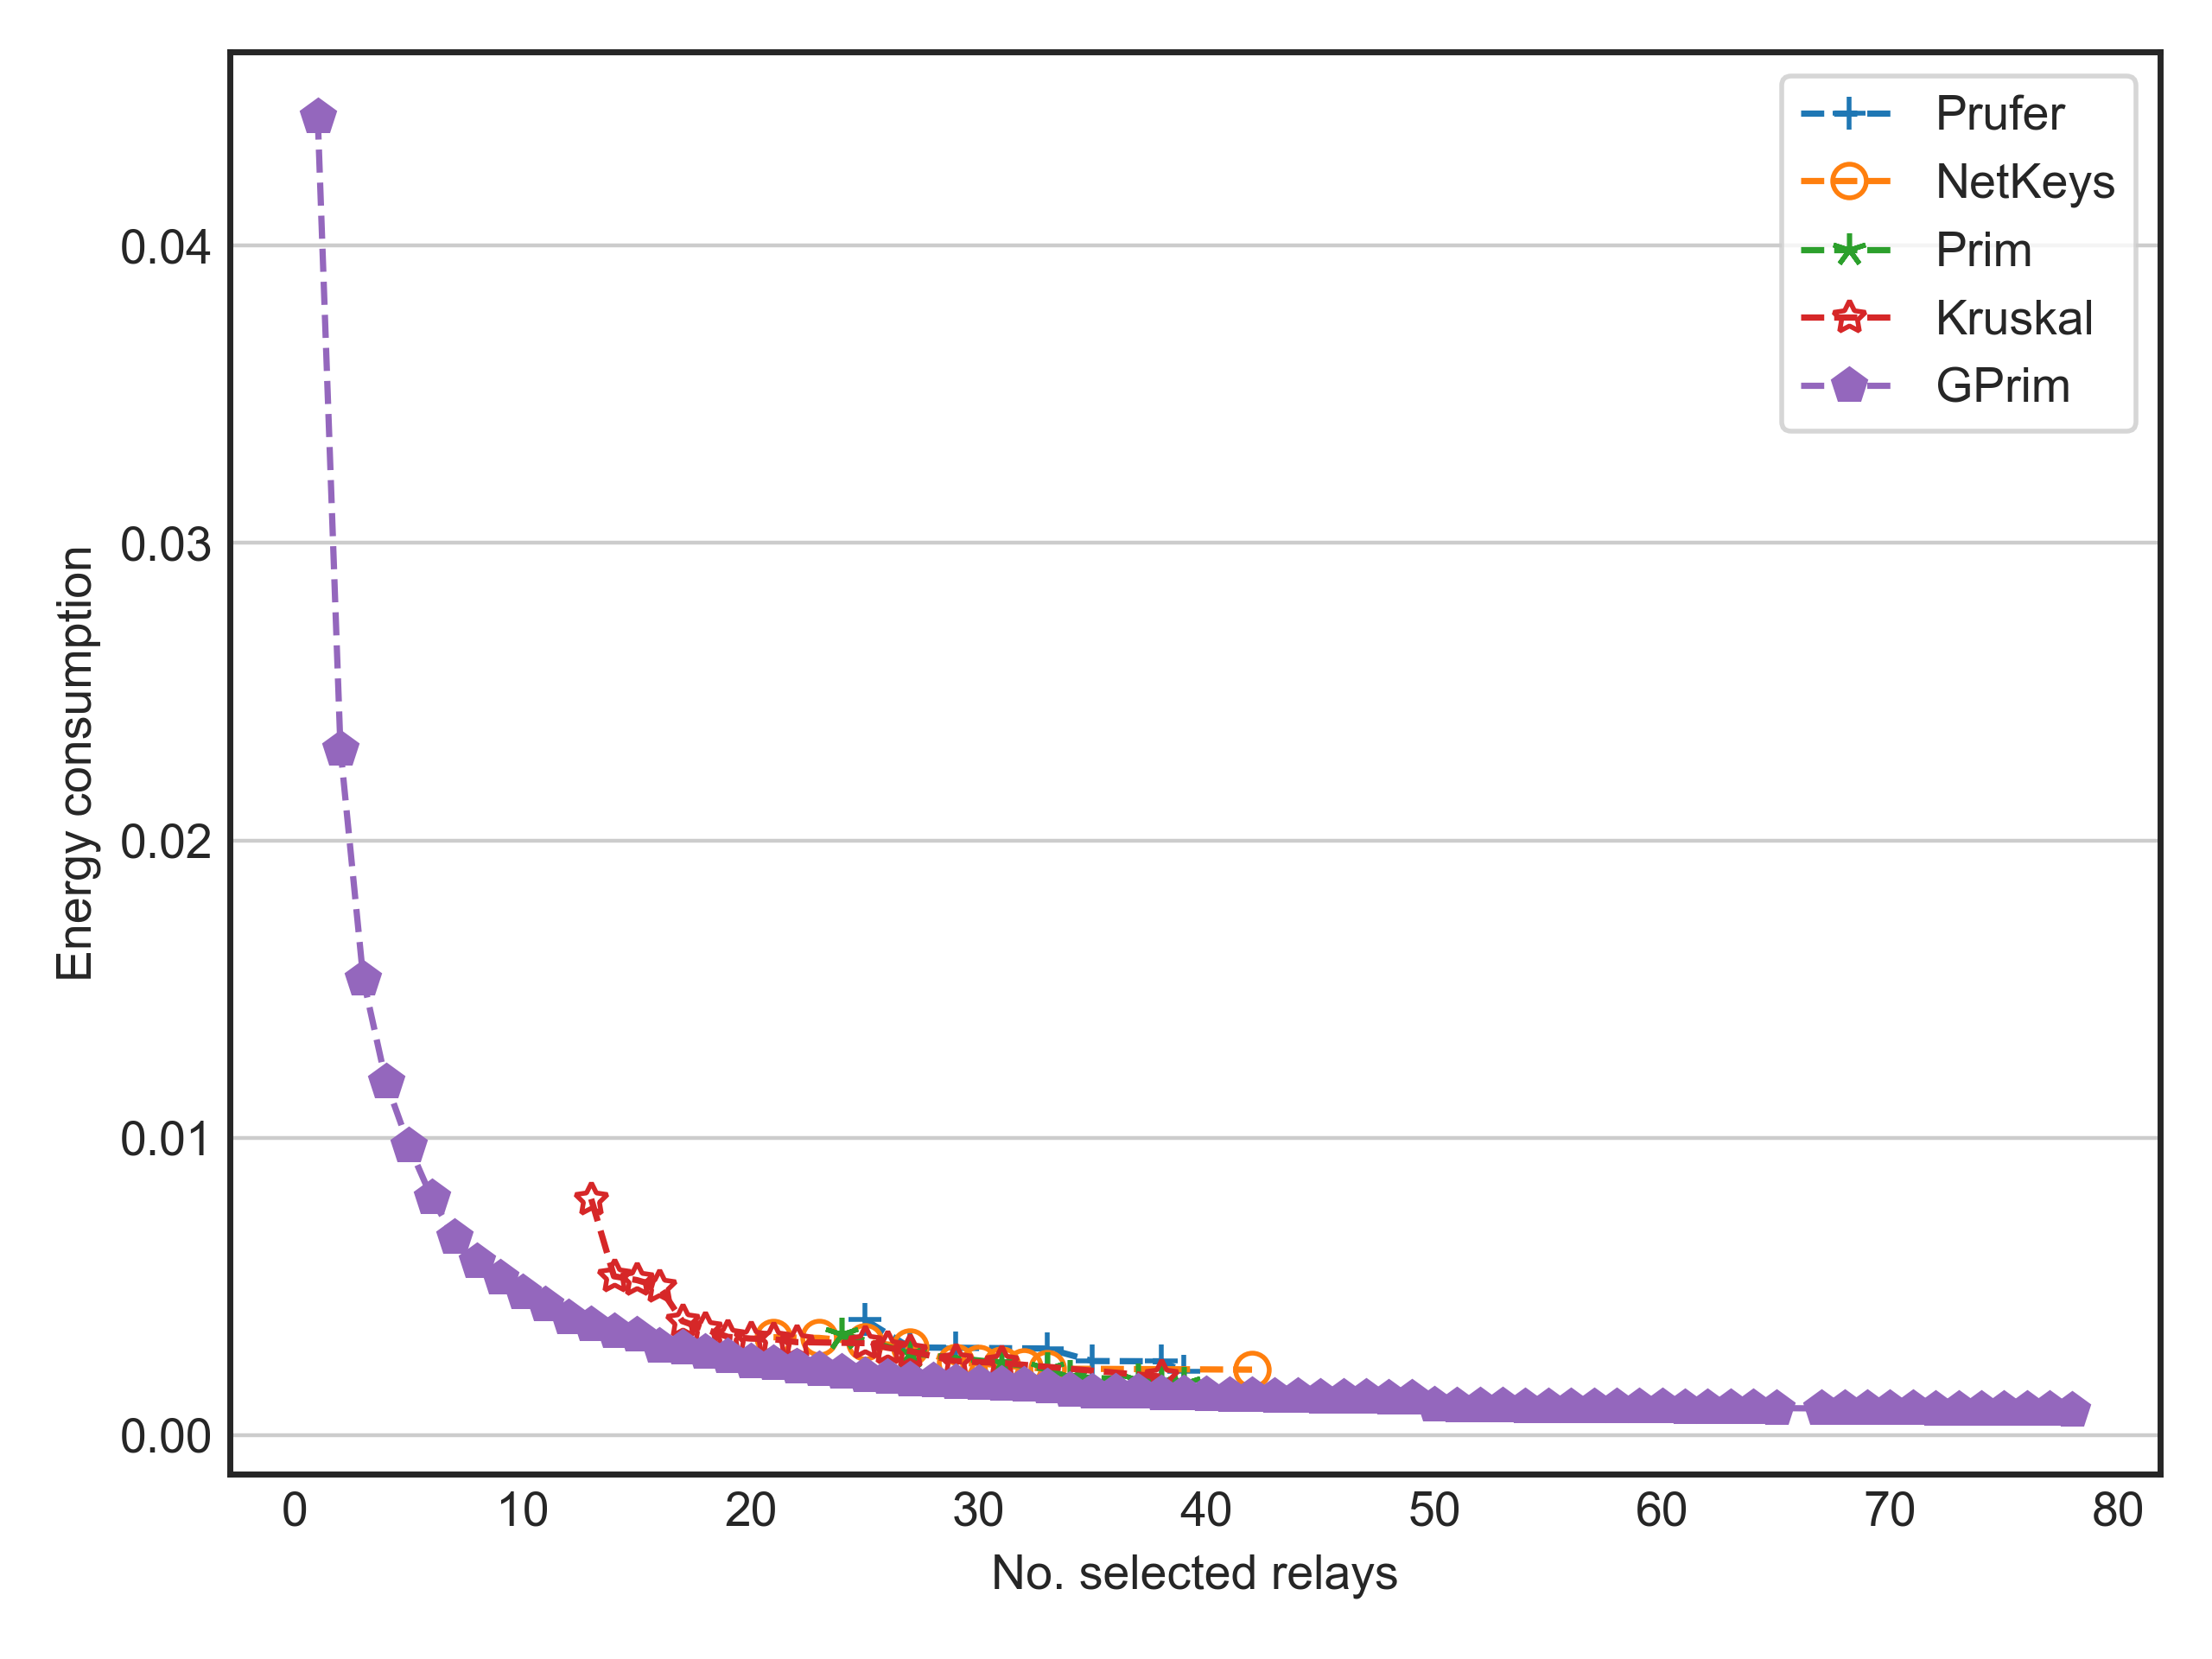 Prufer
NetKeys
Prim
Kruskal
GPrim
Energy consumption
0.04
0.03
0.02
0.01
0.00
0 10 20 30 40 50 60 70 80
No. selected relays